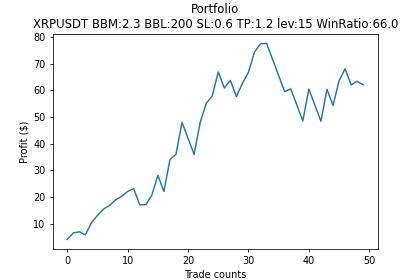 Portfolio
XRPUSDT BBM:2.3 BBL:200 SL:0.6 TP:1.2 lev:15 WinRatio:66.0
80
70
60
50
40
30
20
10
Profit ($)
0 10 20 30 40 50
Trade counts